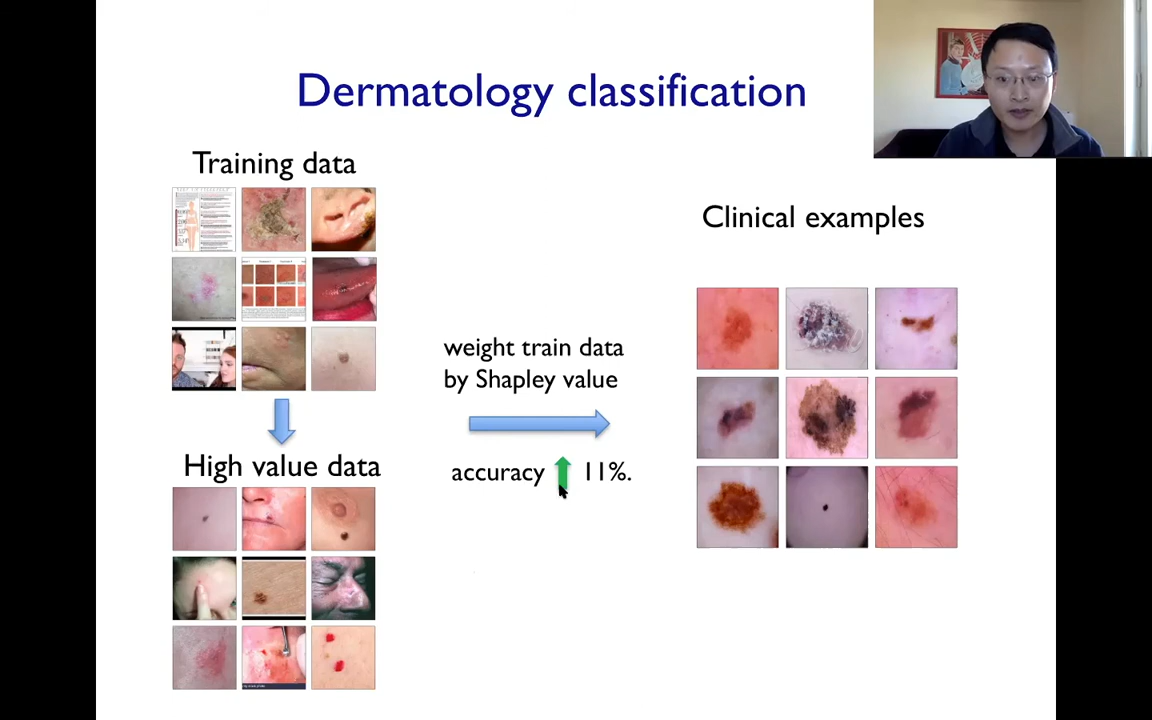 Dermatology classification
Training data
Clinical examples
weight train data
by Shapley value
accuracy 11%.
High value data